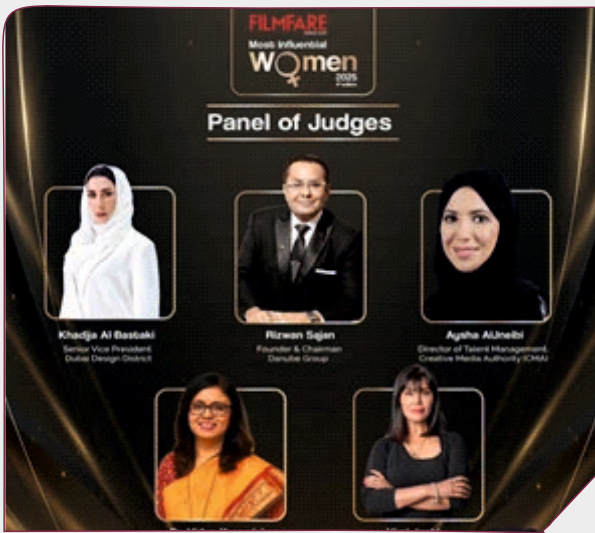 FILMFARE
Most Influential
Women
2025
Panel of Judges
Khadija Al Bastaki
Senior Vice President
Dubai Design District
Rizwan Sajan
Founder & Chairman
Danube Group
Aysha AlJneibi
Director of Talent Management,
Creative Media Authority (CMA)